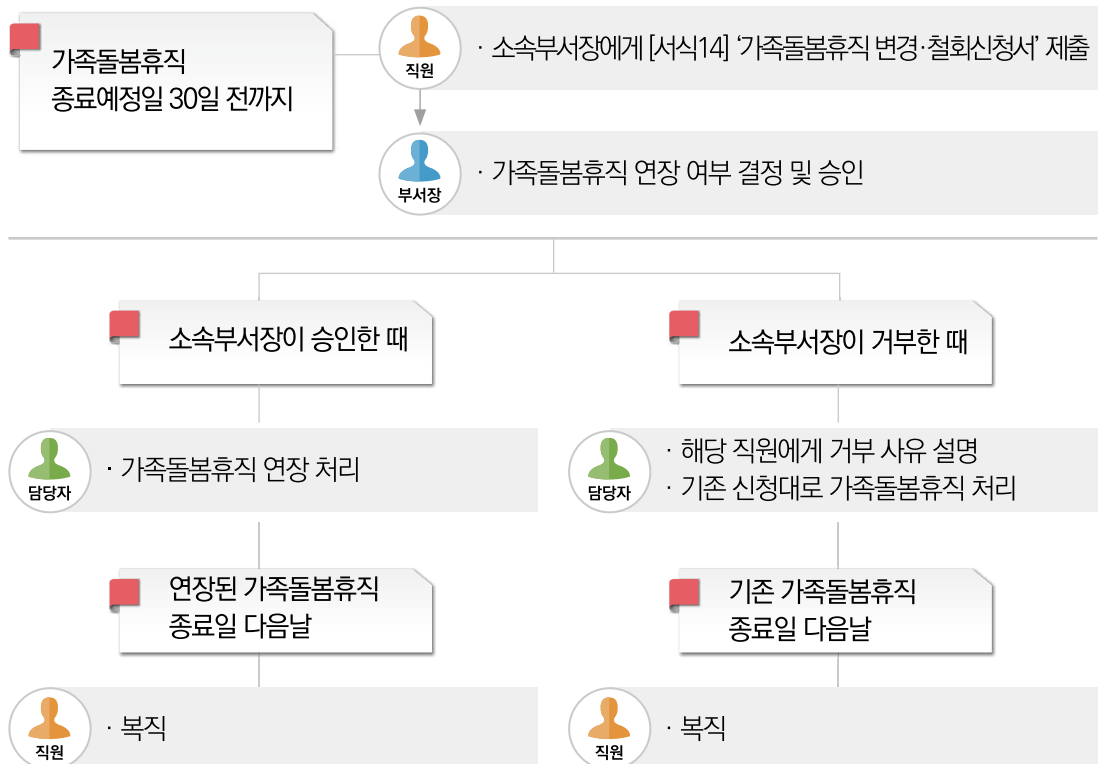 가족돌봄휴직
종료예정일 30일 전까지
직원
· 소속부서장에게 [서식14] ‘가족돌봄휴직 변경·철회신청서’ 제출
부서장
· 가족돌봄휴직 연장 여부 결정 및 승인
소속부서장이 승인한 때
담당자
· 가족돌봄휴직 연장 처리
연장된 가족돌봄휴직
종료일 다음날
직원
· 복직
소속부서장이 거부한 때
담당자
· 해당 직원에게 거부 사유 설명
· 기존 신청대로 가족돌봄휴직 처리
기존 가족돌봄휴직
종료일 다음날
직원
· 복직